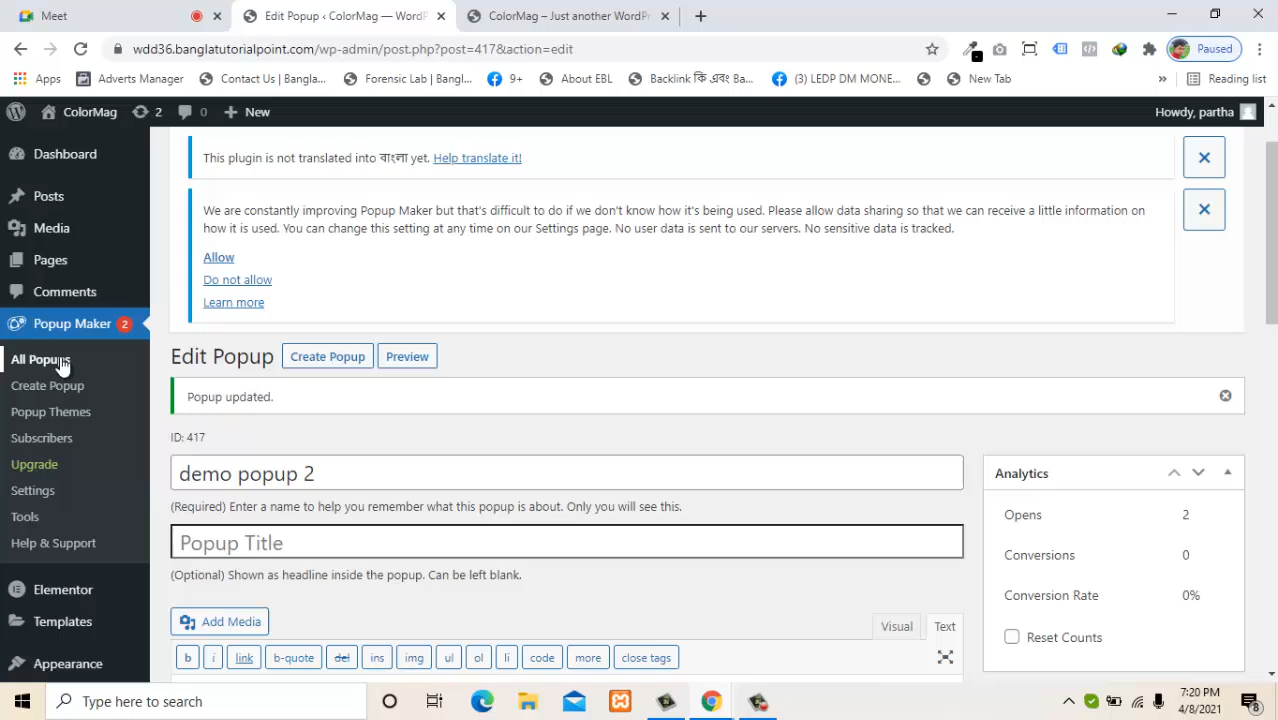 Meet
Edit Popup ‹ ColorMag — WordP
ColorMag – Just another WordPr
wdd36.banglatutorialpoint.com/wp-admin/post.php?post=417&action=edit
Paused
Apps
Adverts Manager
Contact Us | Bangla...
Forensic Lab | Bangl...
9+
About EBL
Backlink কি এবং Ba...
(3) LEDP DM MONE...
New Tab
»
Reading list
ColorMag
2
0
New
Howdy, partha
Dashboard
Posts
Media
Pages
Comments
Popup Maker 2
All Popups
Create Popup
Popup Themes
Subscribers
Upgrade
Settings
Tools
Help & Support
Elementor
Templates
Appearance
This plugin is not translated into বাংলা yet. Help translate it!
We are constantly improving Popup Maker but that's difficult to do if we don't know how it's being used. Please allow data sharing so that we can receive a little information on
how it is used. You can change this setting at any time on our Settings page. No user data is sent to our servers. No sensitive data is tracked.
Allow
Do not allow
Learn more
Edit Popup
Create Popup
Preview
Popup updated.
ID: 417
demo popup 2
(Required) Enter a name to help you remember what this popup is about. Only you will see this.
Popup Title
(Optional) Shown as headline inside the popup. Can be left blank.
Add Media
Visual
Text
b
i
link
b-quote
del
ins
img
ul
ol
li
code
more
close tags
Analytics
Opens 2
Conversions 0
Conversion Rate 0%
Reset Counts
Type here to search
7:20 PM
4/8/2021
8